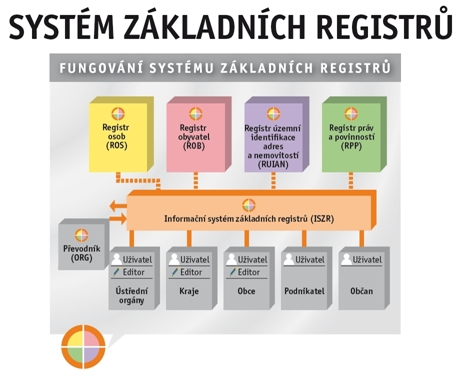 SYSTÉM ZÁKLADNÍCH REGISTRŮ
FUNGOVÁNÍ SYSTÉMU ZÁKLADNÍCH REGISTRŮ
Registr
osob
(ROS)
Registr
obyvatel
(ROB)
Registr územní
identifikace
adres
a nemovitostí
(RUIAN)
Registr práv
a povinností
(RPP)
Informační systém základních registrů (ISZR)
Převodník
(ORG)
Uživatel
Editor
Ústřední
orgány
Uživatel
Editor
Kraje
Uživatel
Editor
Obce
Uživatel
Podnikatel
Uživatel
Občan